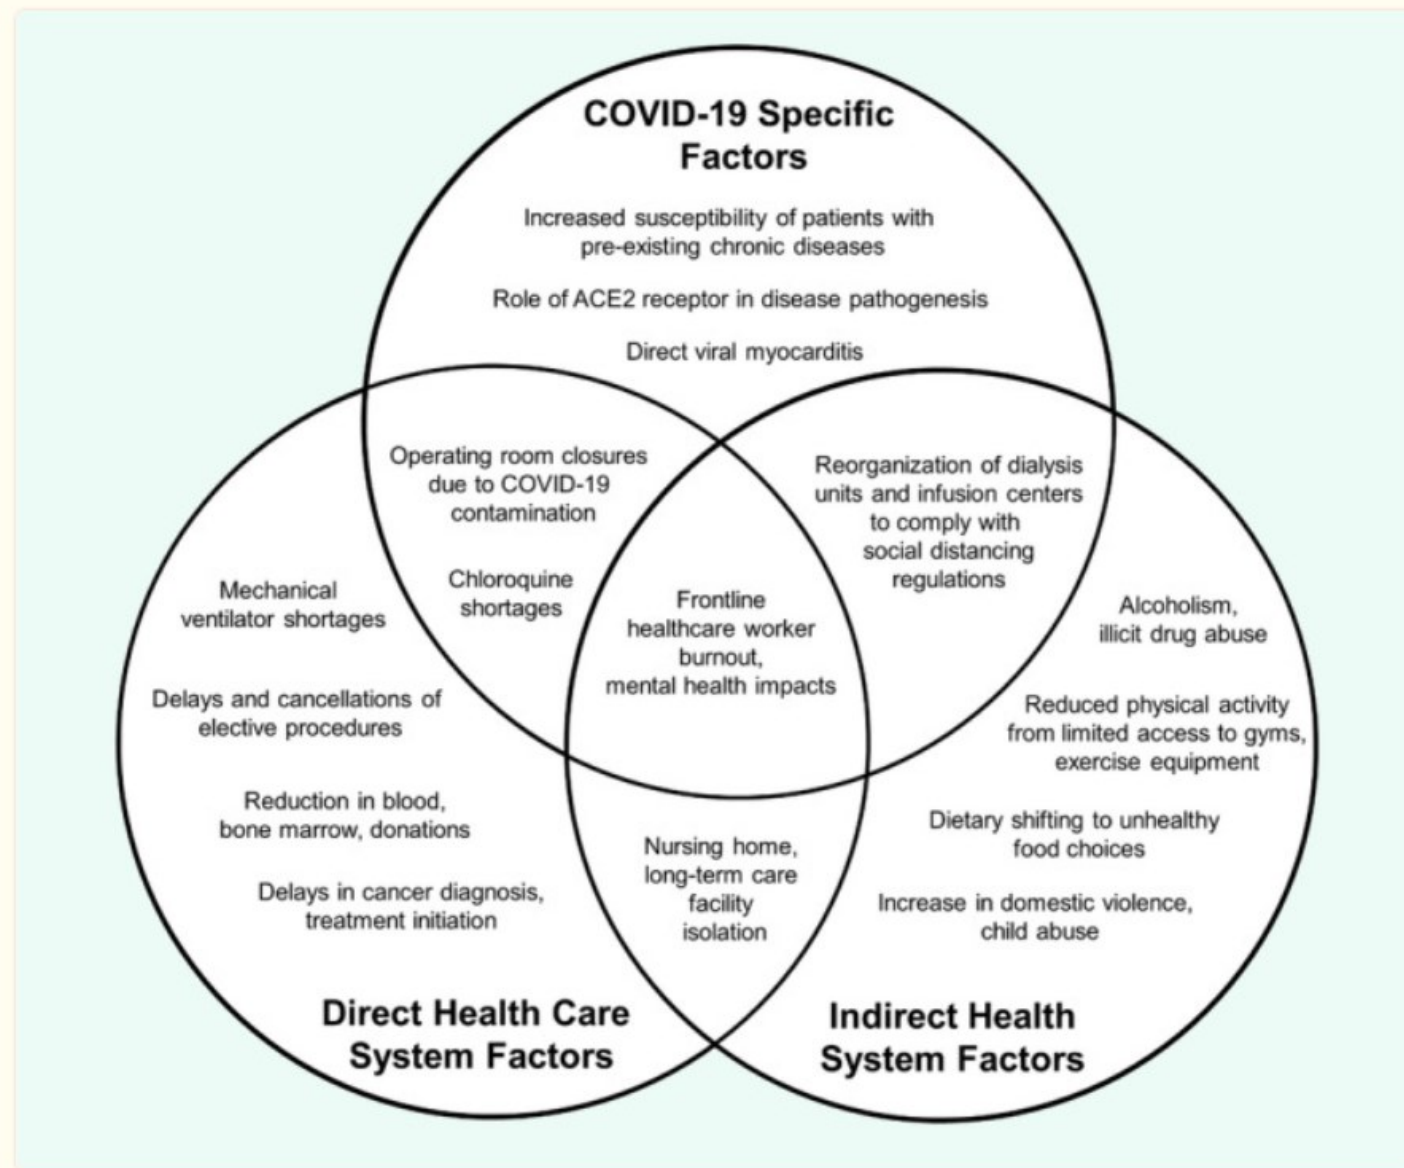 COVID-19 Specific
Factors
Increased susceptibility of patients with
pre-existing chronic diseases
Role of ACE2 receptor in disease pathogenesis
Direct viral myocarditis
Operating room closures
due to COVID-19
contamination
Chloroquine
shortages
Reorganization of dialysis
units and infusion centers
to comply with
social distancing
regulations
Frontline
healthcare worker
burnout,
mental health impacts
Mechanical
ventilator shortages
Delays and cancellations of
elective procedures
Reduction in blood,
bone marrow, donations
Delays in cancer diagnosis,
treatment initiation
Direct Health Care
System Factors
Nursing home,
long-term care
facility
isolation
Alcoholism,
illicit drug abuse
Reduced physical activity
from limited access to gyms,
exercise equipment
Dietary shifting to unhealthy
food choices
Increase in domestic violence,
child abuse
Indirect Health
System Factors